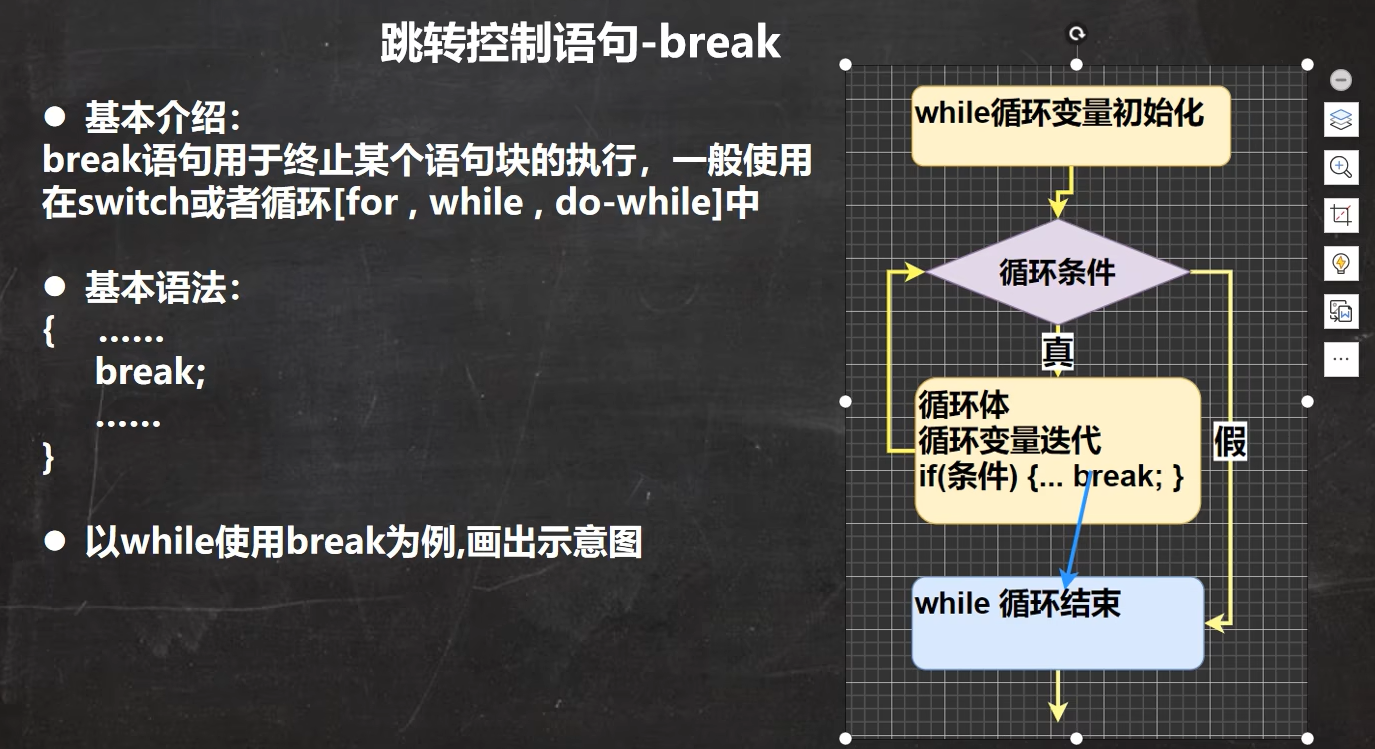 跳转控制语句-break
● 基本介绍：
break语句用于终止某个语句块的执行，一般使用
在switch或者循环[for , while , do-while]中
● 基本语法：
{ ……
break;
……
}
● 以while使用break为例,画出示意图
while循环变量初始化
循环条件
真
循环体
循环变量迭代
if(条件) {... break; }
假
while 循环结束